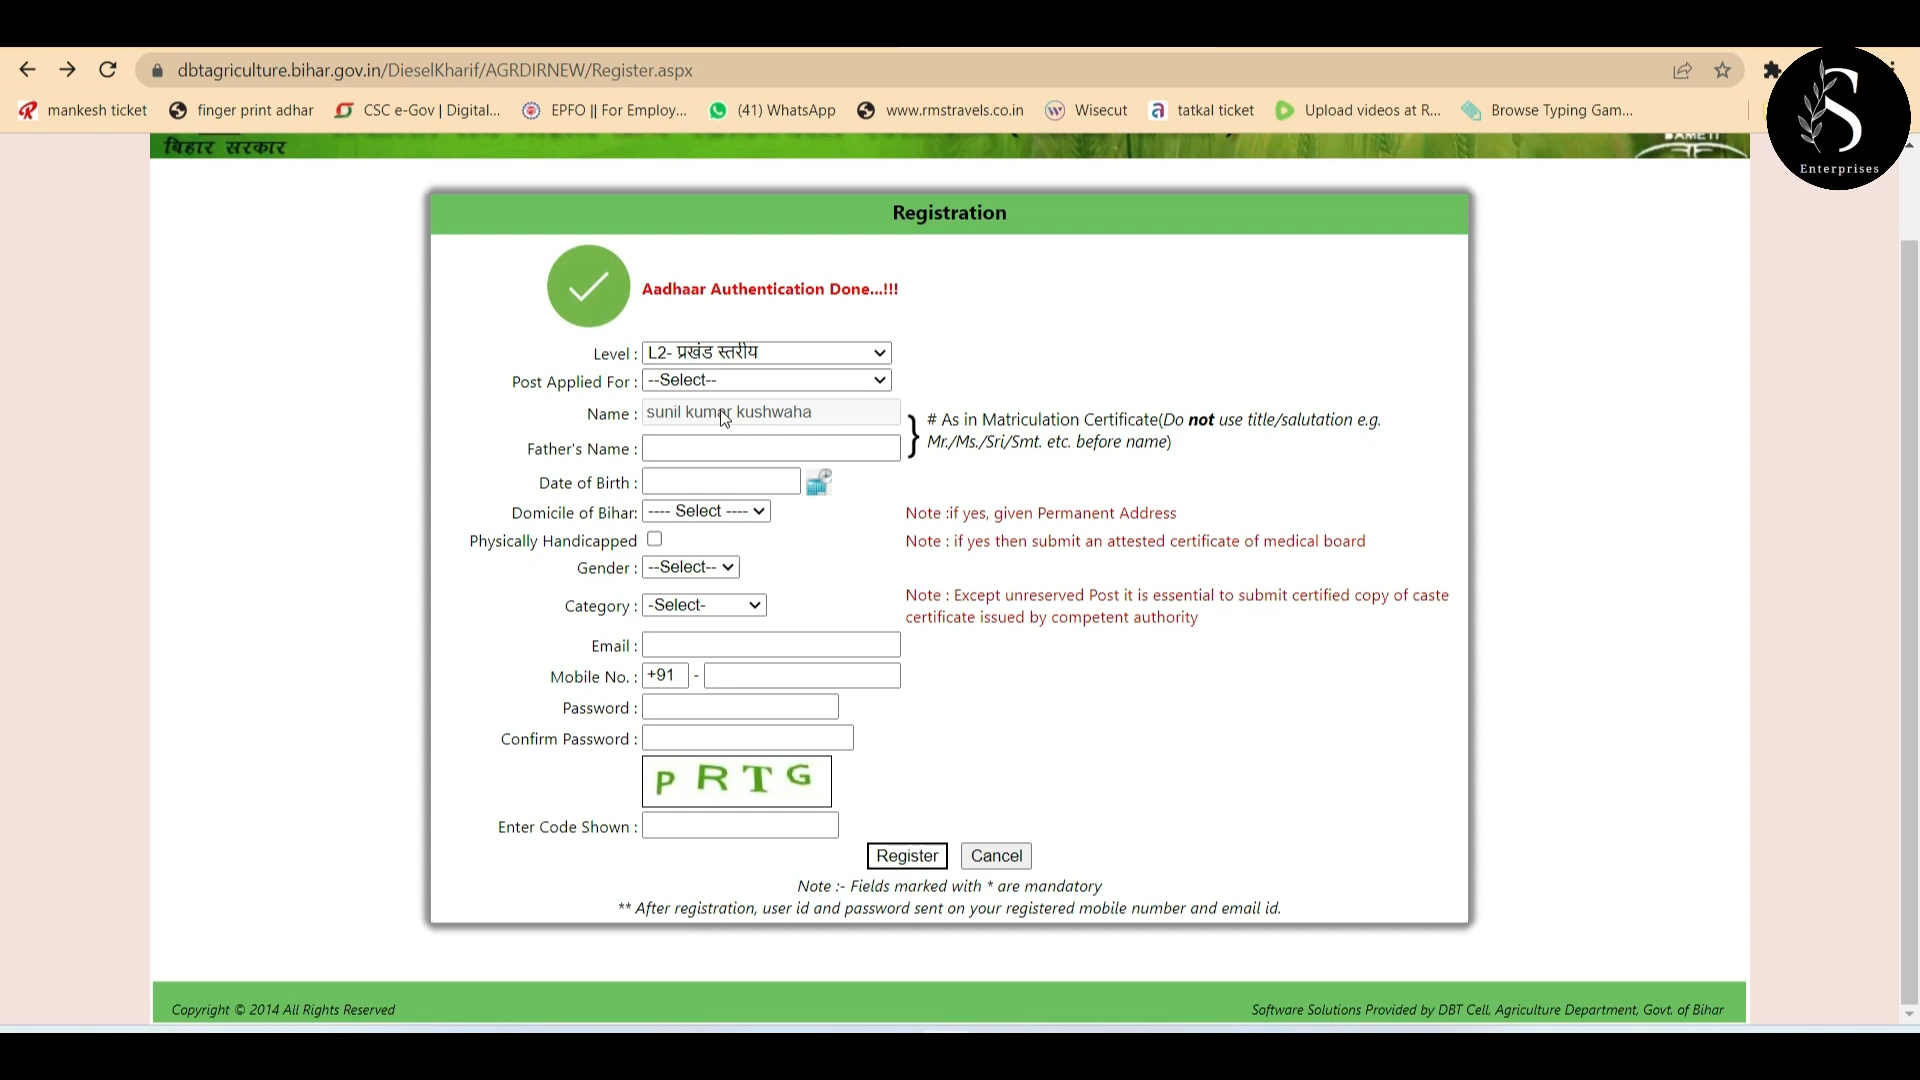 dbtagriculture.bihar.gov.in/DieselKharif/AGRDIRNEW/Register.aspx
mankesh ticket finger print adhar CSC e-Gov | Digital... EPFO || For Employ... (41) WhatsApp www.rmstravels.co.in Wisecut tatkal ticket Upload videos at R... Browse Typing Gam...
S
Enterprises
बिहार सरकार
BAMETI
Registration
Aadhaar Authentication Done...!!!
Level : L2- प्रखंड स्तरीय
Post Applied For : --Select--
Name : sunil kumar kushwaha
# As in Matriculation Certificate(Do not use title/salutation e.g.
Mr./Ms./Sri/Smt. etc. before name)
Father's Name :
Date of Birth :
Domicile of Bihar: ---- Select ---- Note :if yes, given Permanent Address
Physically Handicapped Note : if yes then submit an attested certificate of medical board
Gender : --Select--
Category : -Select- Note : Except unreserved Post it is essential to submit certified copy of caste
certificate issued by competent authority
Email :
Mobile No. : +91 -
Password :
Confirm Password :
P R T G
Enter Code Shown :
Register Cancel
Note :- Fields marked with * are mandatory
** After registration, user id and password sent on your registered mobile number and email id.
Copyright © 2014 All Rights Reserved Software Solutions Provided by DBT Cell, Agriculture Department, Govt. of Bihar